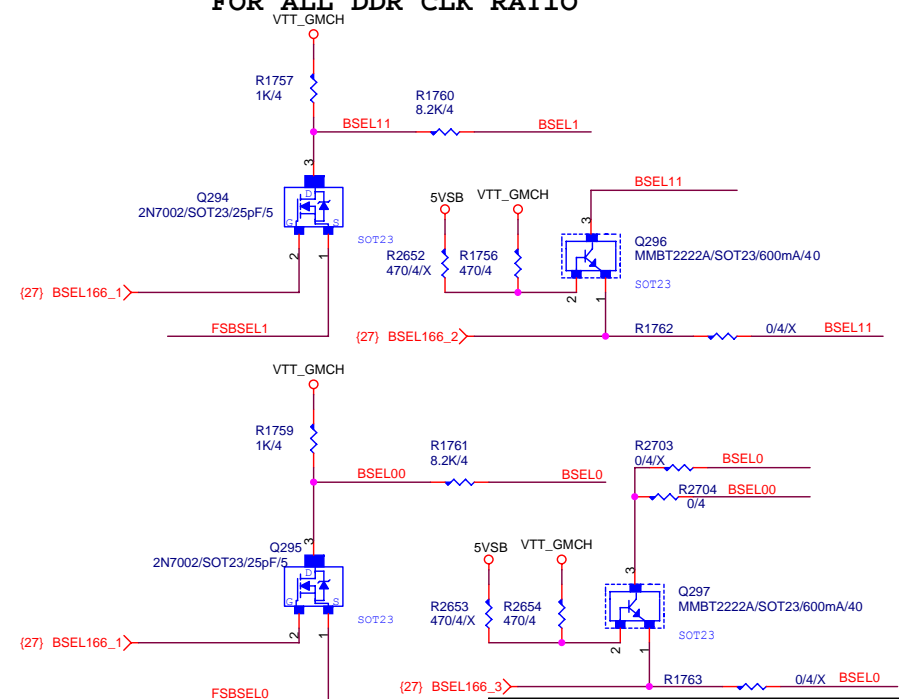 FOR ALL DDR CLK RATIO
VTT_GMCH
R1757
1K/4
R1760
8.2K/4
BSEL11
BSEL1
3
D
G
S
Q294
2N7002/SOT23/25pF/5
SOT23
2
1
{27} BSEL166_1
FSBSEL1
5VSB
VTT_GMCH
R2652
470/4/X
R1756
470/4
BSEL11
3
Q296
MMBT2222A/SOT23/600mA/40
SOT23
2
1
{27} BSEL166_2
R1762
0/4/X
BSEL11
VTT_GMCH
R1759
1K/4
R1761
8.2K/4
BSEL00
BSEL0
3
D
G
S
Q295
2N7002/SOT23/25pF/5
SOT23
2
1
{27} BSEL166_1
FSBSEL0
R2703
0/4/X
BSEL0
R2704
0/4
BSEL00
5VSB
VTT_GMCH
R2653
470/4/X
R2654
470/4
3
Q297
MMBT2222A/SOT23/600mA/40
SOT23
2
1
{27} BSEL166_3
R1763
0/4/X
BSEL0